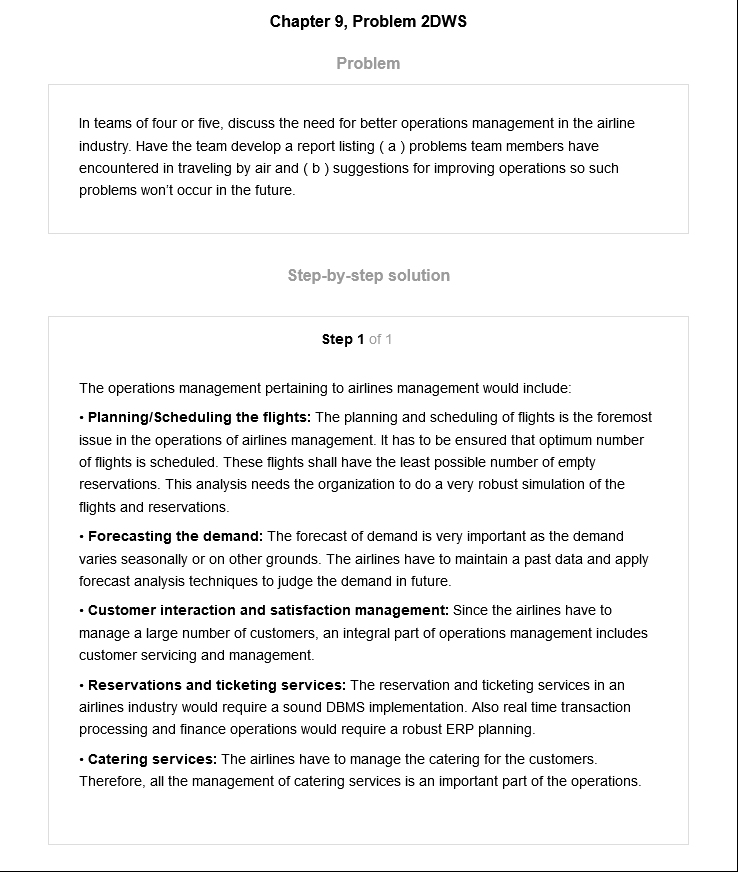 Chapter 9, Problem 2DWS
Problem
In teams of four or five, discuss the need for better operations management in the airline
industry. Have the team develop a report listing ( a ) problems team members have
encountered in traveling by air and ( b ) suggestions for improving operations so such
problems won't occur in the future.
Step-by-step solution
Step 1 of 1
The operations management pertaining to airlines management would include:
• Planning/Scheduling the flights: The planning and scheduling of flights is the foremost
issue in the operations of airlines management. It has to be ensured that optimum number
of flights is scheduled. These flights shall have the least possible number of empty
reservations. This analysis needs the organization to do a very robust simulation of the
flights and reservations.
• Forecasting the demand: The forecast of demand is very important as the demand
varies seasonally or on other grounds. The airlines have to maintain a past data and apply
forecast analysis techniques to judge the demand in future.
• Customer interaction and satisfaction management: Since the airlines have to
manage a large number of customers, an integral part of operations management includes
customer servicing and management.
• Reservations and ticketing services: The reservation and ticketing services in an
airlines industry would require a sound DBMS implementation. Also real time transaction
processing and finance operations would require a robust ERP planning.
• Catering services: The airlines have to manage the catering for the customers.
Therefore, all the management of catering services is an important part of the operations.